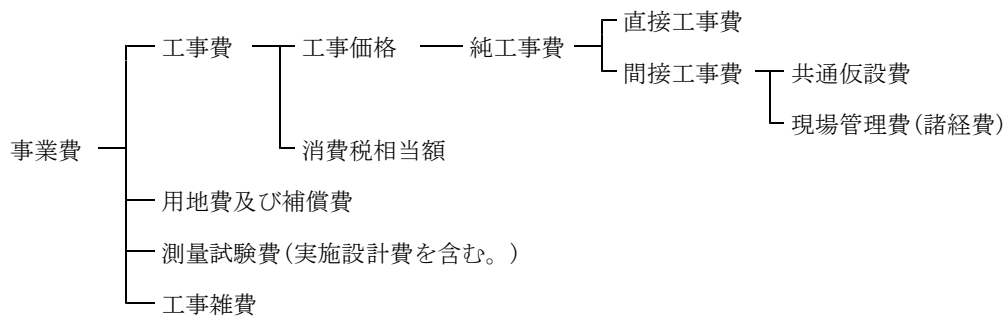 直接工事費
工事費
工事価格
純工事費
間接工事費
共通仮設費
現場管理費(諸経費)
事業費
消費税相当額
用地費及び補償費
測量試験費(実施設計費を含む。)
工事雑費